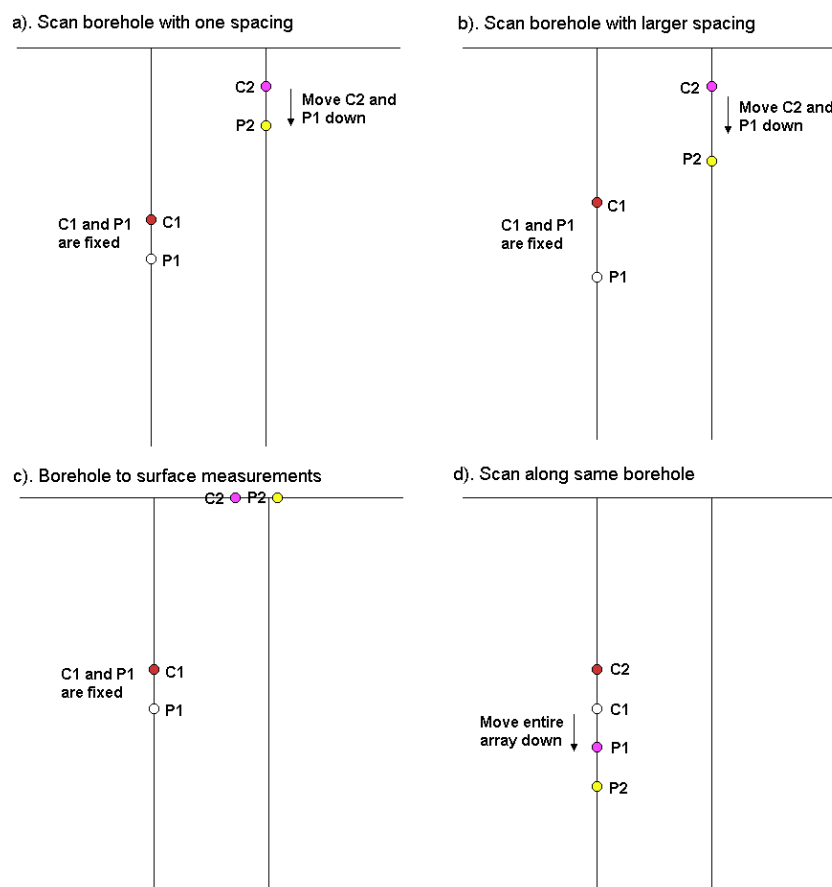 a). Scan borehole with one spacing
C2
Move C2 and
P1 down
P2
C1 and P1
are fixed
C1
P1
b). Scan borehole with larger spacing
C2
Move C2 and
P1 down
P2
C1
C1 and P1
are fixed
P1
c). Borehole to surface measurements
C2
P2
C1 and P1
are fixed
C1
P1
d). Scan along same borehole
C2
C1
Move entire
array down
P1
P2